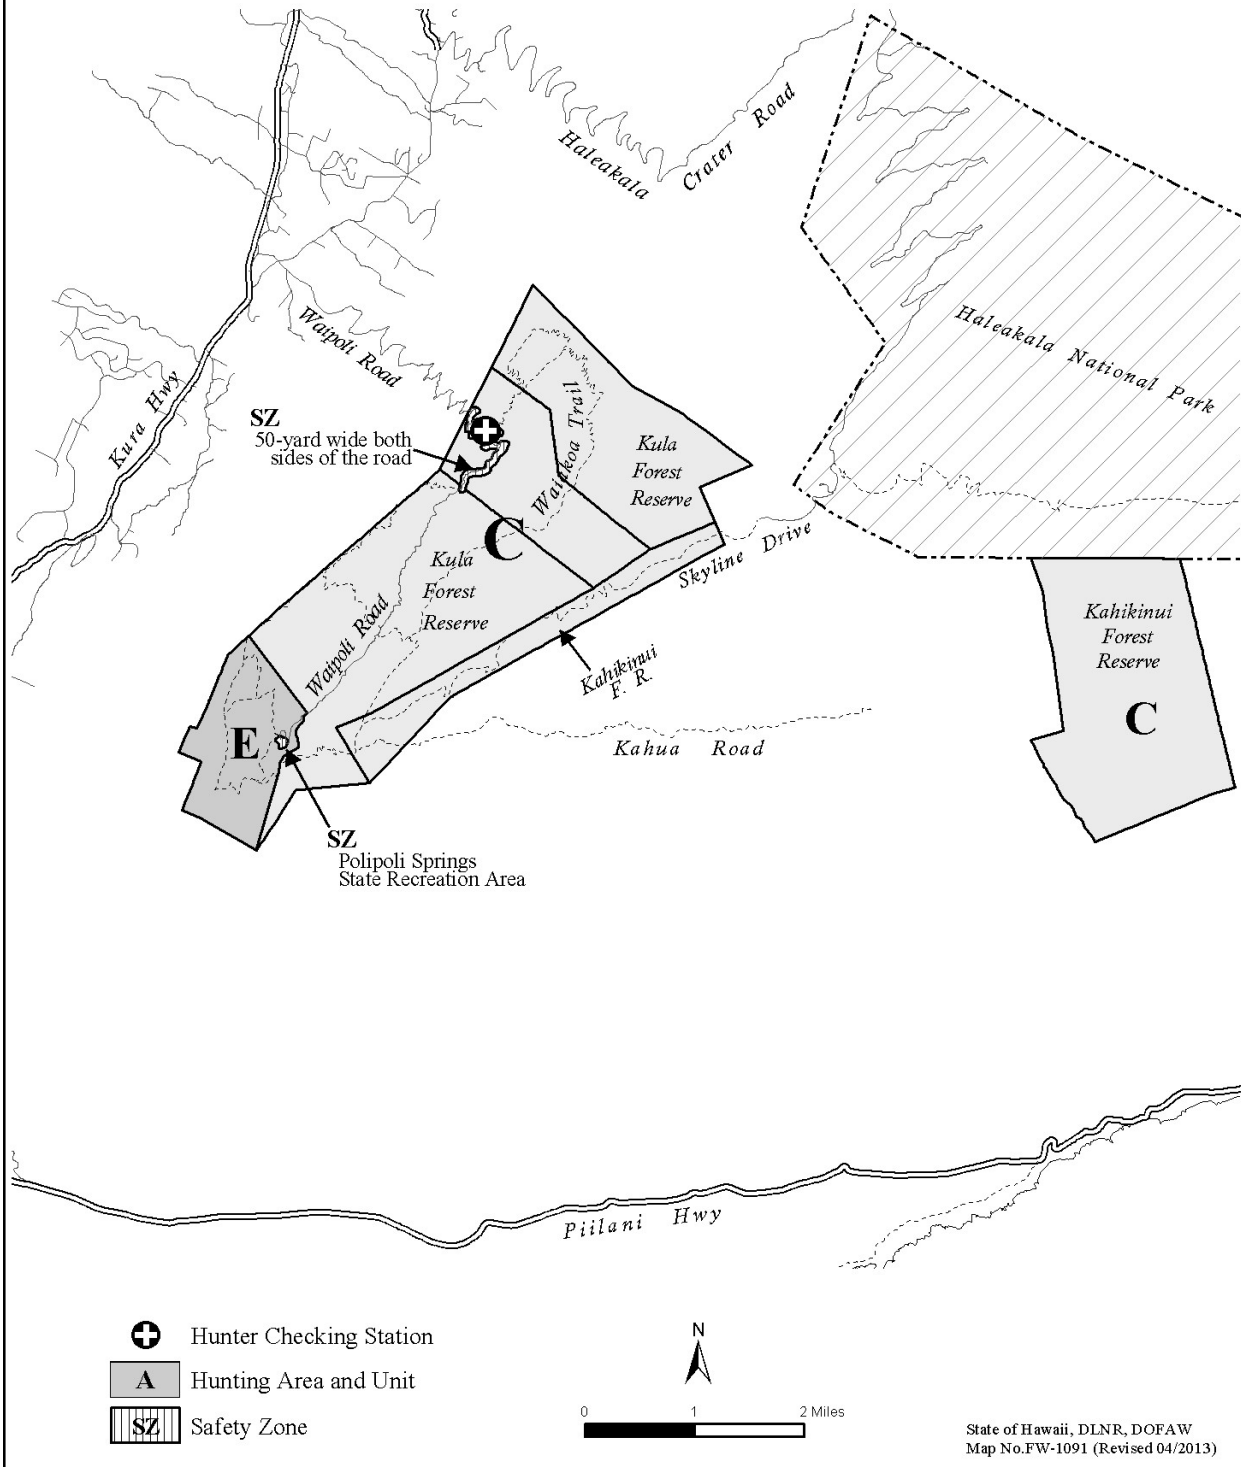 Haleakala
Crater Road
Waipoli Road
Kura Hwy
SZ
50-yard wide both
sides of the road
Waiakoa Trail
Kula
Forest
Reserve
Haleakala National Park
C
Kula
Forest
Reserve
Skyline Drive
Waipoli Road
Kahikinui
F. R.
Kahikinui
Forest
Reserve
C
E
Kahua Road
SZ
Polipoli Springs
State Recreation Area
Piilani Hwy
Hunter Checking Station
A Hunting Area and Unit
SZ Safety Zone
N
0 1 2 Miles
State of Hawaii, DLNR, DOFAW
Map No.FW-1091 (Revised 04/2013)